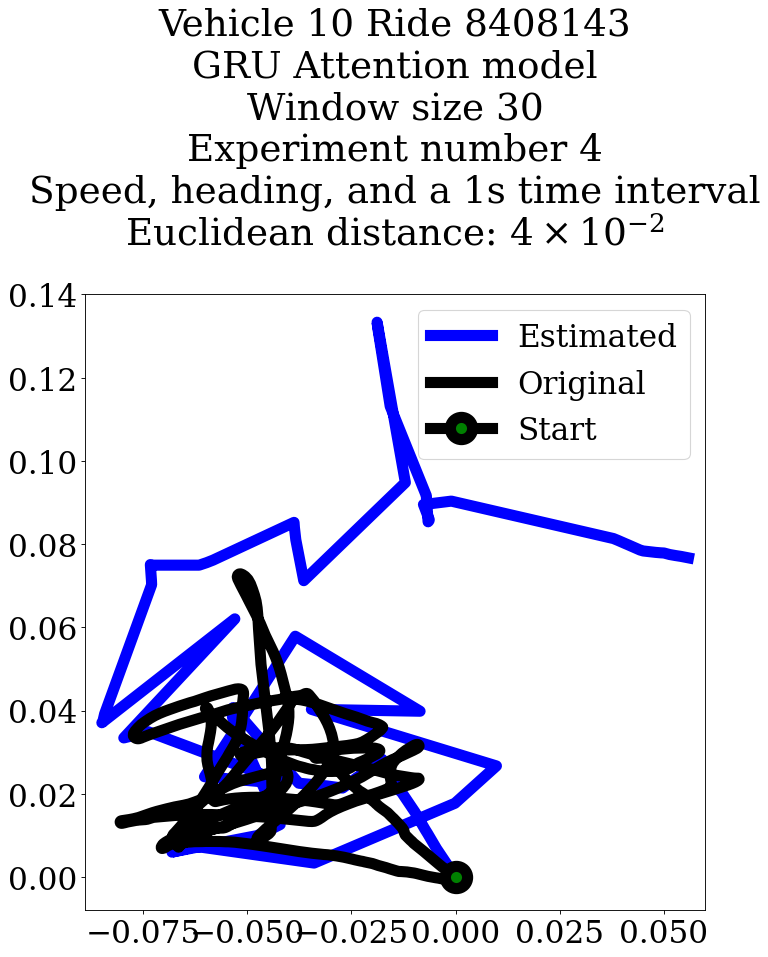 Vehicle 10 Ride 8408143
GRU Attention model
Window size 30
Experiment number 4
Speed, heading, and a 1s time interval
Euclidean distance: $4 \times 10^{-2}$
0.14
0.12
0.10
0.08
0.06
0.04
0.02
0.00
Estimated
Original
Start
−0.075 −0.050 −0.025 0.000 0.025 0.050